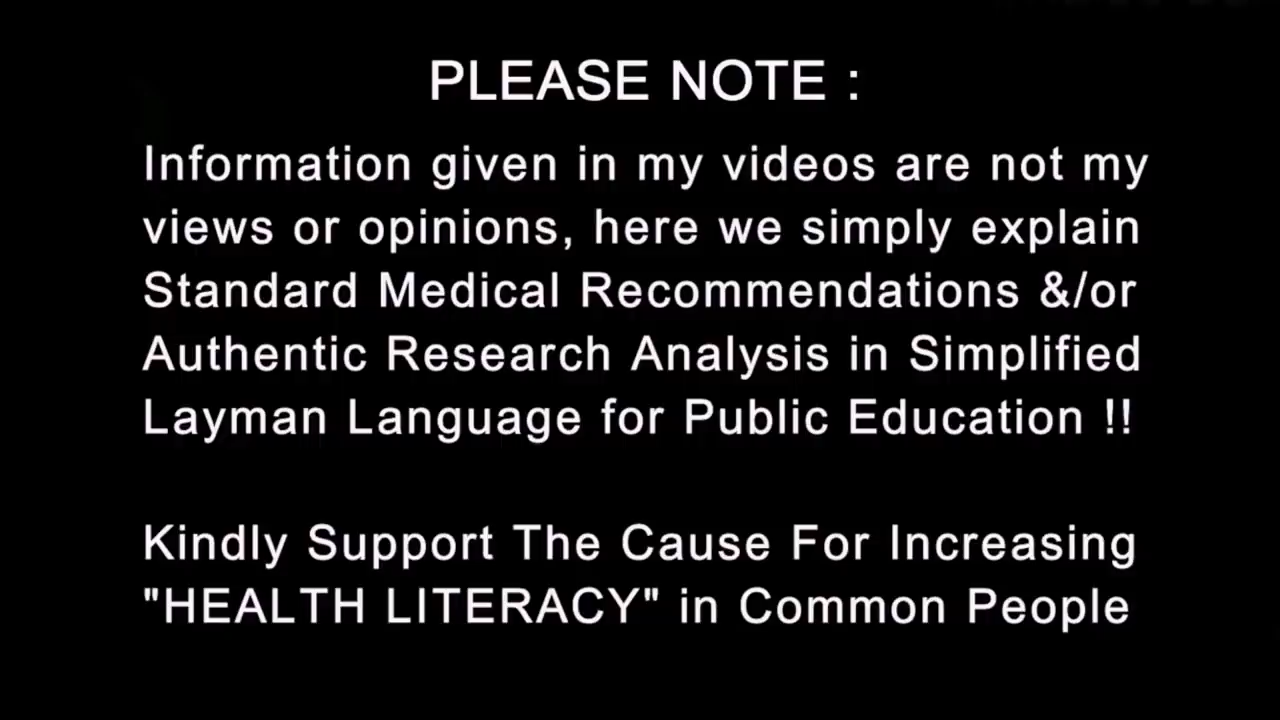 PLEASE NOTE :
Information given in my videos are not my
views or opinions, here we simply explain
Standard Medical Recommendations &/or
Authentic Research Analysis in Simplified
Layman Language for Public Education !!
Kindly Support The Cause For Increasing
"HEALTH LITERACY" in Common People